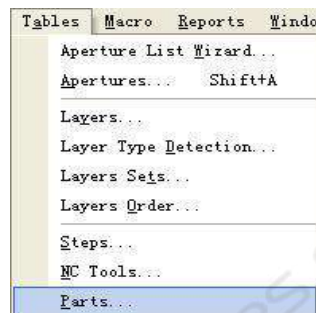 Tables Macro Reports Windo
Aperture List Wizard...
Apertures... Shift+A
Layers...
Layer Type Detection...
Layers Sets...
Layers Order...
Steps...
NC Tools...
Parts...